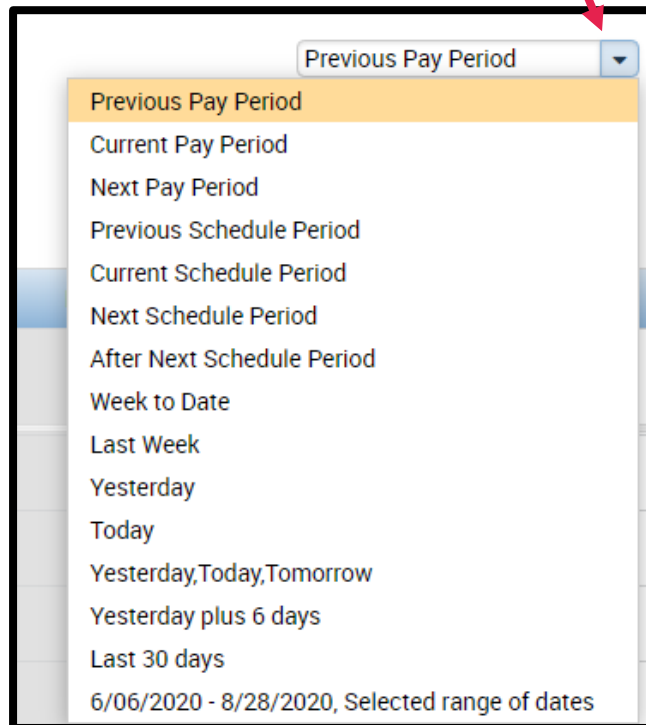 Previous Pay Period
Previous Pay Period
Current Pay Period
Next Pay Period
Previous Schedule Period
Current Schedule Period
Next Schedule Period
After Next Schedule Period
Week to Date
Last Week
Yesterday
Today
Yesterday,Today,Tomorrow
Yesterday plus 6 days
Last 30 days
6/06/2020 - 8/28/2020, Selected range of dates